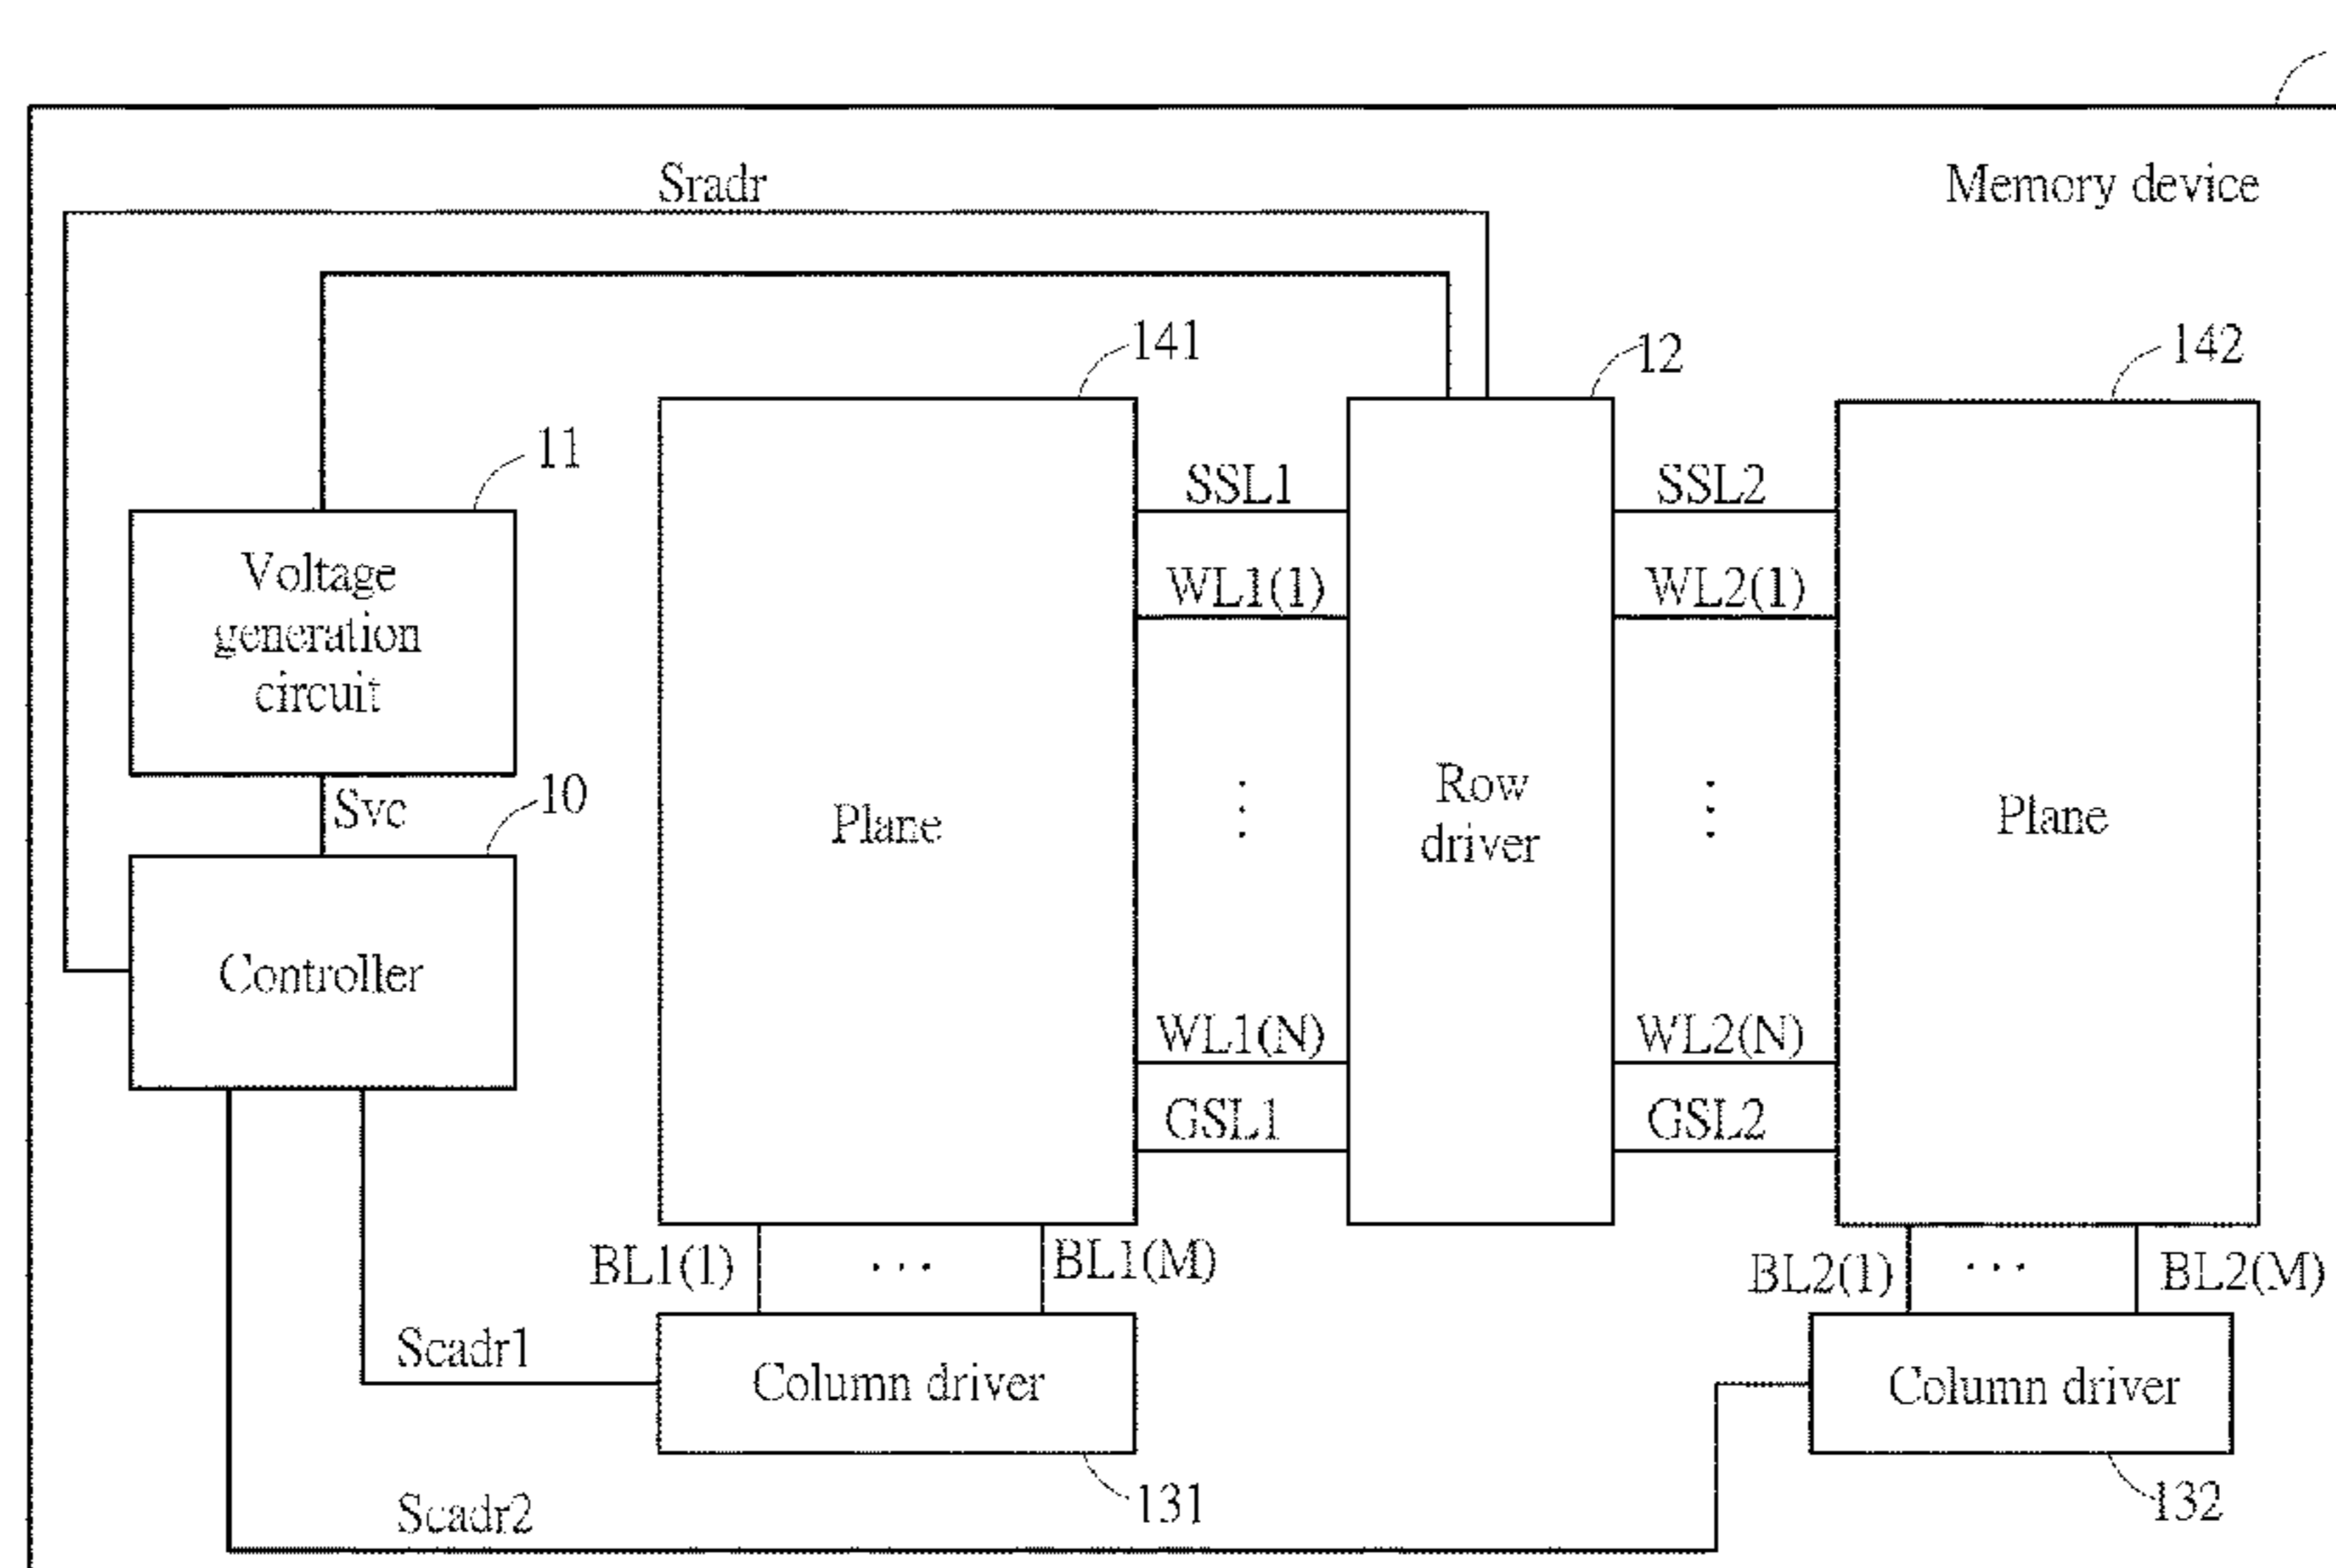 Sradr
Memory device
141
12
142
11
SSL1
SSL2
Voltage
generation
circuit
WL1(1)
WL2(1)
10
Svc
Plane
Row
driver
Plane
Controller
WL1(N)
WL2(N)
GSL1
GSL2
BL1(1)
BL1(M)
BL2(1)
BL2(M)
Scadr1
Column driver
Column driver
131
132
Scadr2